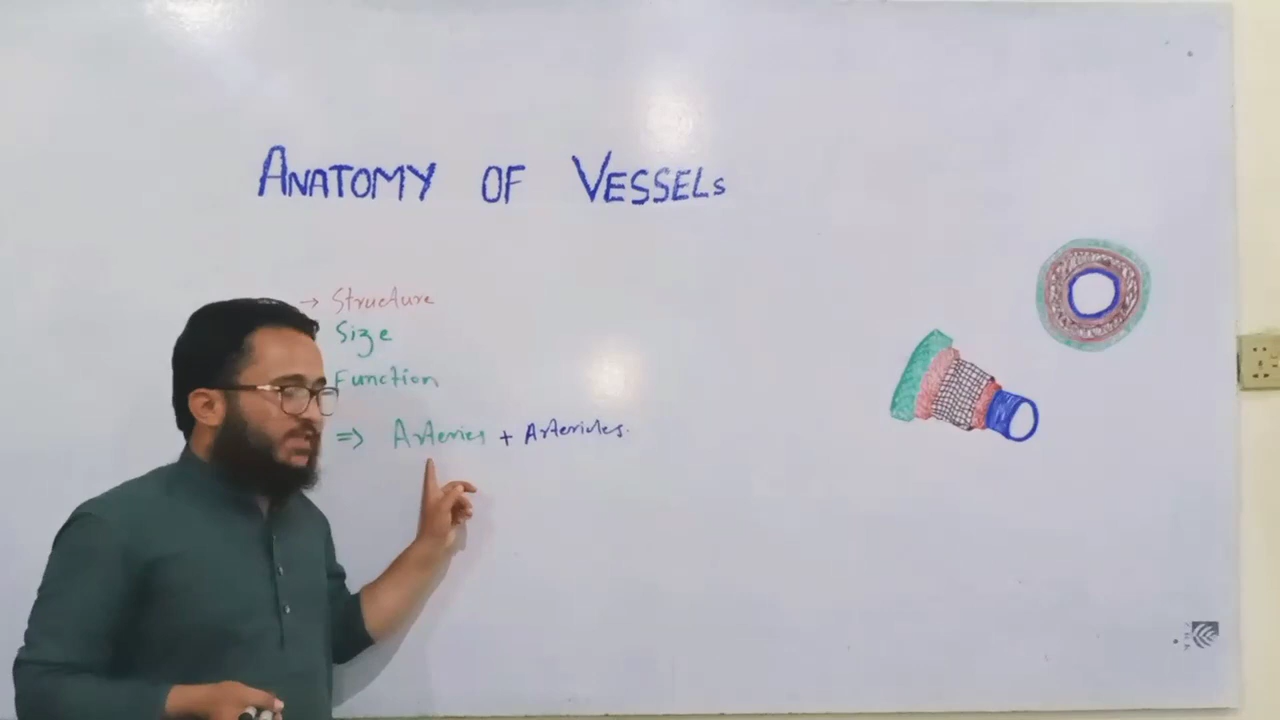 ANATOMY OF VESSELS
→ Structure
Size
Function
⇒ Arteries + Arterioles.